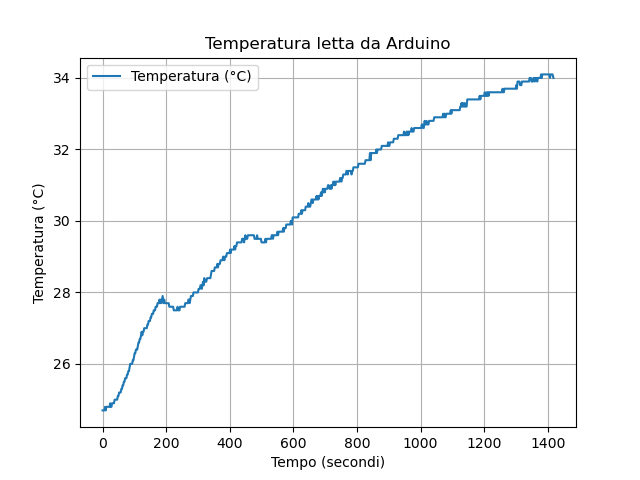 Temperatura letta da Arduino
Temperatura (°C)
34
32
30
28
26
Temperatura (°C)
0 200 400 600 800 1000 1200 1400
Tempo (secondi)